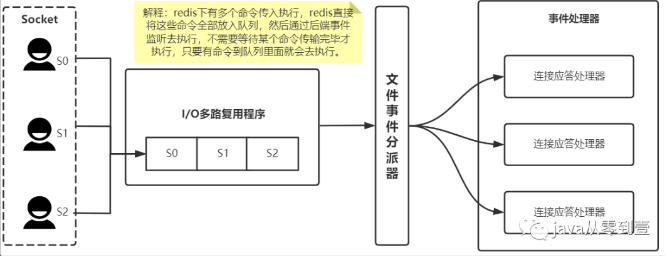 Socket
解释：redis下有多个命令传入执行，redis直接
将这些命令全部放入队列，然后通过后端事件
监听去执行，不需要等待某个命令传输完毕才
执行，只要有命令到队列里面就会去执行。
事件处理器
S0
S1
S2
I/O多路复用程序
S0 S1 S2
文件事件分派器
连接应答处理器
连接应答处理器
连接应答处理器
java从零到壹